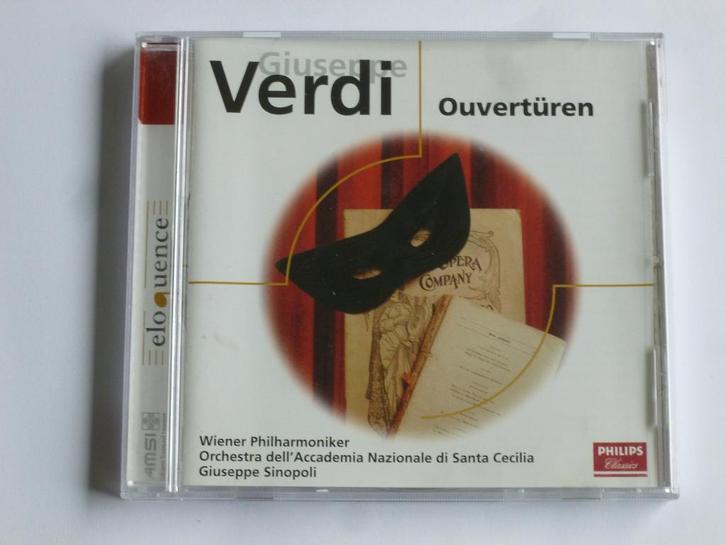 Giuseppe
Verdi
Ouvertüren
OPERA
COMPANY
eloquence
AMSI
Wiener Philharmoniker
Orchestra dell'Accademia Nazionale di Santa Cecilia
Giuseppe Sinopoli
PHILIPS
Classics